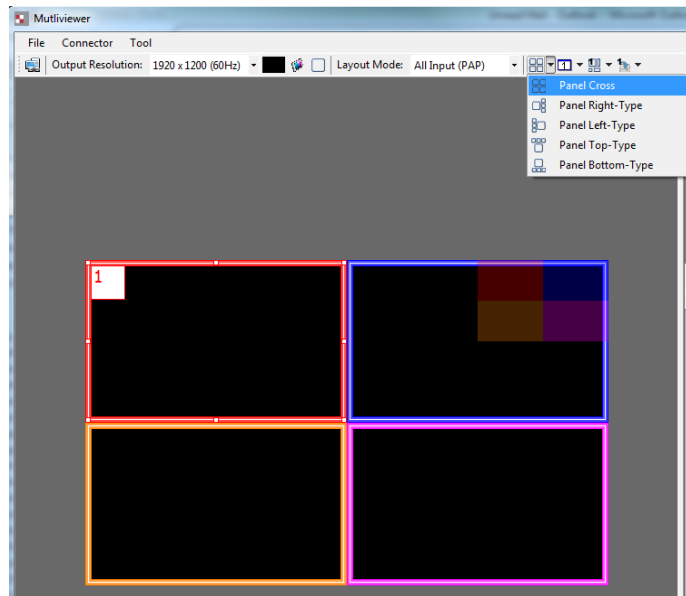 Mutliviewer
File Connector Tool
Output Resolution: 1920 x 1200 (60Hz) Layout Mode: All Input (PAP) 1
Panel Cross
Panel Right-Type
Panel Left-Type
Panel Top-Type
Panel Bottom-Type
1